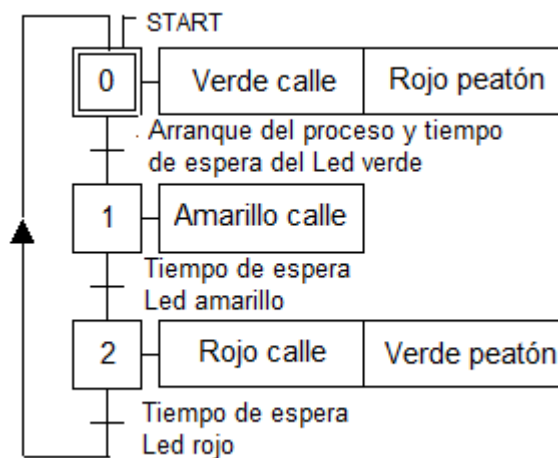 START
0
Verde calle
Rojo peatón
Arranque del proceso y tiempo
de espera del Led verde
1
Amarillo calle
Tiempo de espera
Led amarillo
2
Rojo calle
Verde peatón
Tiempo de espera
Led rojo